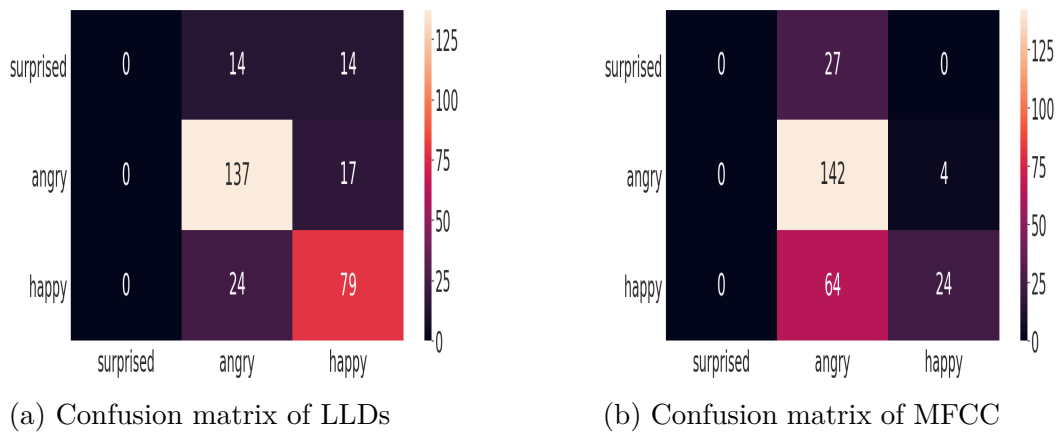 surprised 0 14 14
angry 0 137 17
happy 0 24 79
surprised angry happy
125
100
75
50
25
0
(a) Confusion matrix of LLDs
surprised 0 27 0
angry 0 142 4
happy 0 64 24
surprised angry happy
125
100
75
50
25
0
(b) Confusion matrix of MFCC